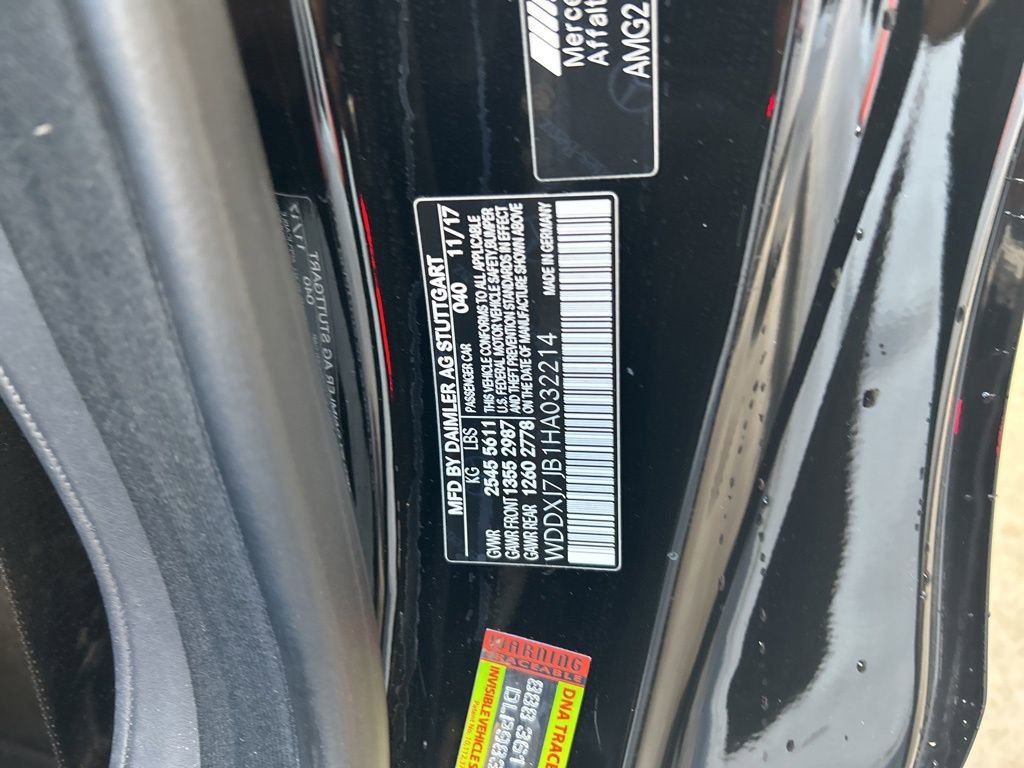 MFD BY DAIMLER AG STUTTGART
040 11/17
KG LBS PASSENGER CAR
GVWR 2545 5611
GAWR FRONT 1355 2987
GAWR REAR 1260 2778
THIS VEHICLE CONFORMS TO ALL APPLICABLE
U.S. FEDERAL MOTOR VEHICLE SAFETY, BUMPER
AND THEFT PREVENTION STANDARDS IN EFFECT
ON THE DATE OF MANUFACTURE SHOWN ABOVE
WDDXJ7JB1HA032214 MADE IN GERMANY
Merce
Affalt
AMG2
WARNING
TRACEABLE
DNA TRACE
000 361
INVISIBLE VEHICLE S